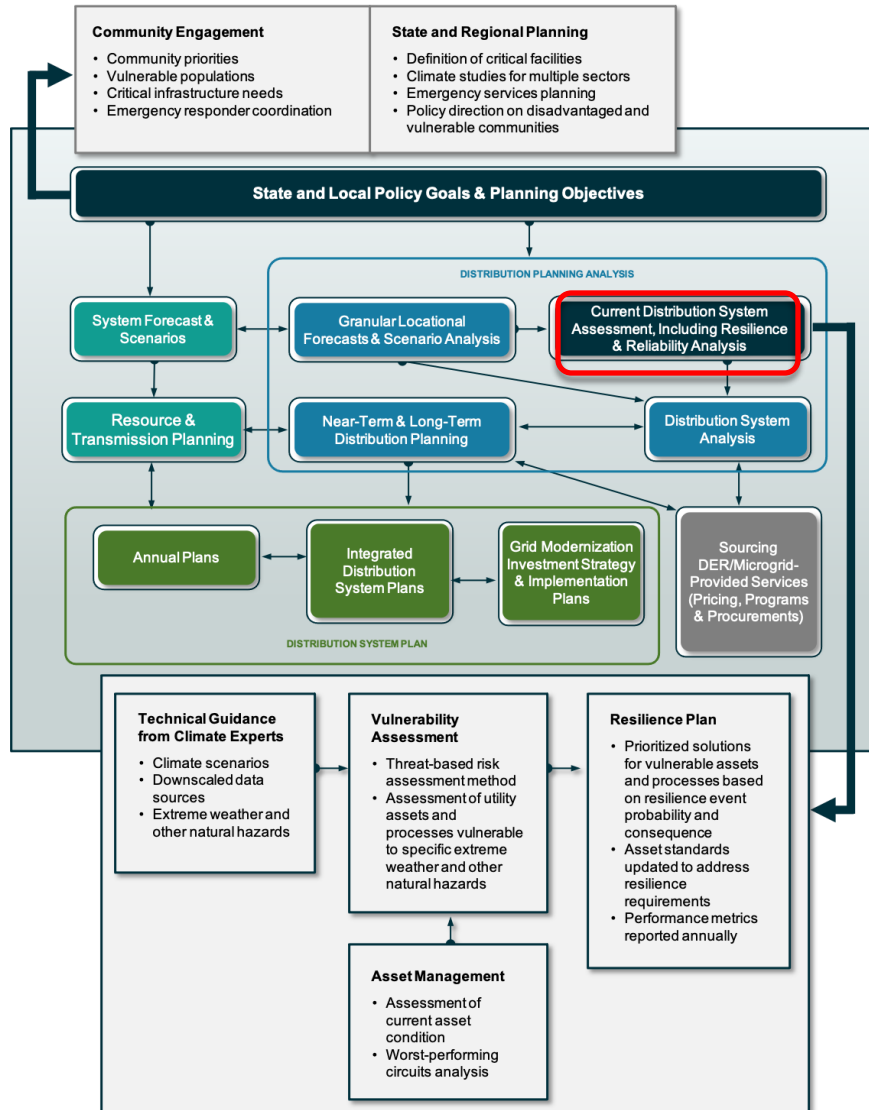 Community Engagement
• Community priorities
• Vulnerable populations
• Critical infrastructure needs
• Emergency responder coordination
State and Regional Planning
• Definition of critical facilities
• Climate studies for multiple sectors
• Emergency services planning
• Policy direction on disadvantaged and
vulnerable communities
State and Local Policy Goals & Planning Objectives
DISTRIBUTION PLANNING ANALYSIS
System Forecast &
Scenarios
Granular Locational
Forecasts & Scenario Analysis
Current Distribution System
Assessment, Including Resilience
& Reliability Analysis
Resource &
Transmission Planning
Near-Term & Long-Term
Distribution Planning
Distribution System
Analysis
Annual Plans
Integrated
Distribution
System Plans
Grid Modernization
Investment Strategy
& Implementation
Plans
Sourcing
DER/Microgrid-
Provided Services
(Pricing, Programs
& Procurements)
DISTRIBUTION SYSTEM PLAN
Technical Guidance
from Climate Experts
• Climate scenarios
• Downscaled data
sources
• Extreme weather and
other natural hazards
Vulnerability
Assessment
• Threat-based risk
assessment method
• Assessment of utility
assets and
processes vulnerable
to specific extreme
weather and other
natural hazards
Resilience Plan
• Prioritized solutions
for vulnerable assets
and processes based
on resilience event
probability and
consequence
• Asset standards
updated to address
resilience
requirements
• Performance metrics
reported annually
Asset Management
• Assessment of
current asset
condition
• Worst-performing
circuits analysis